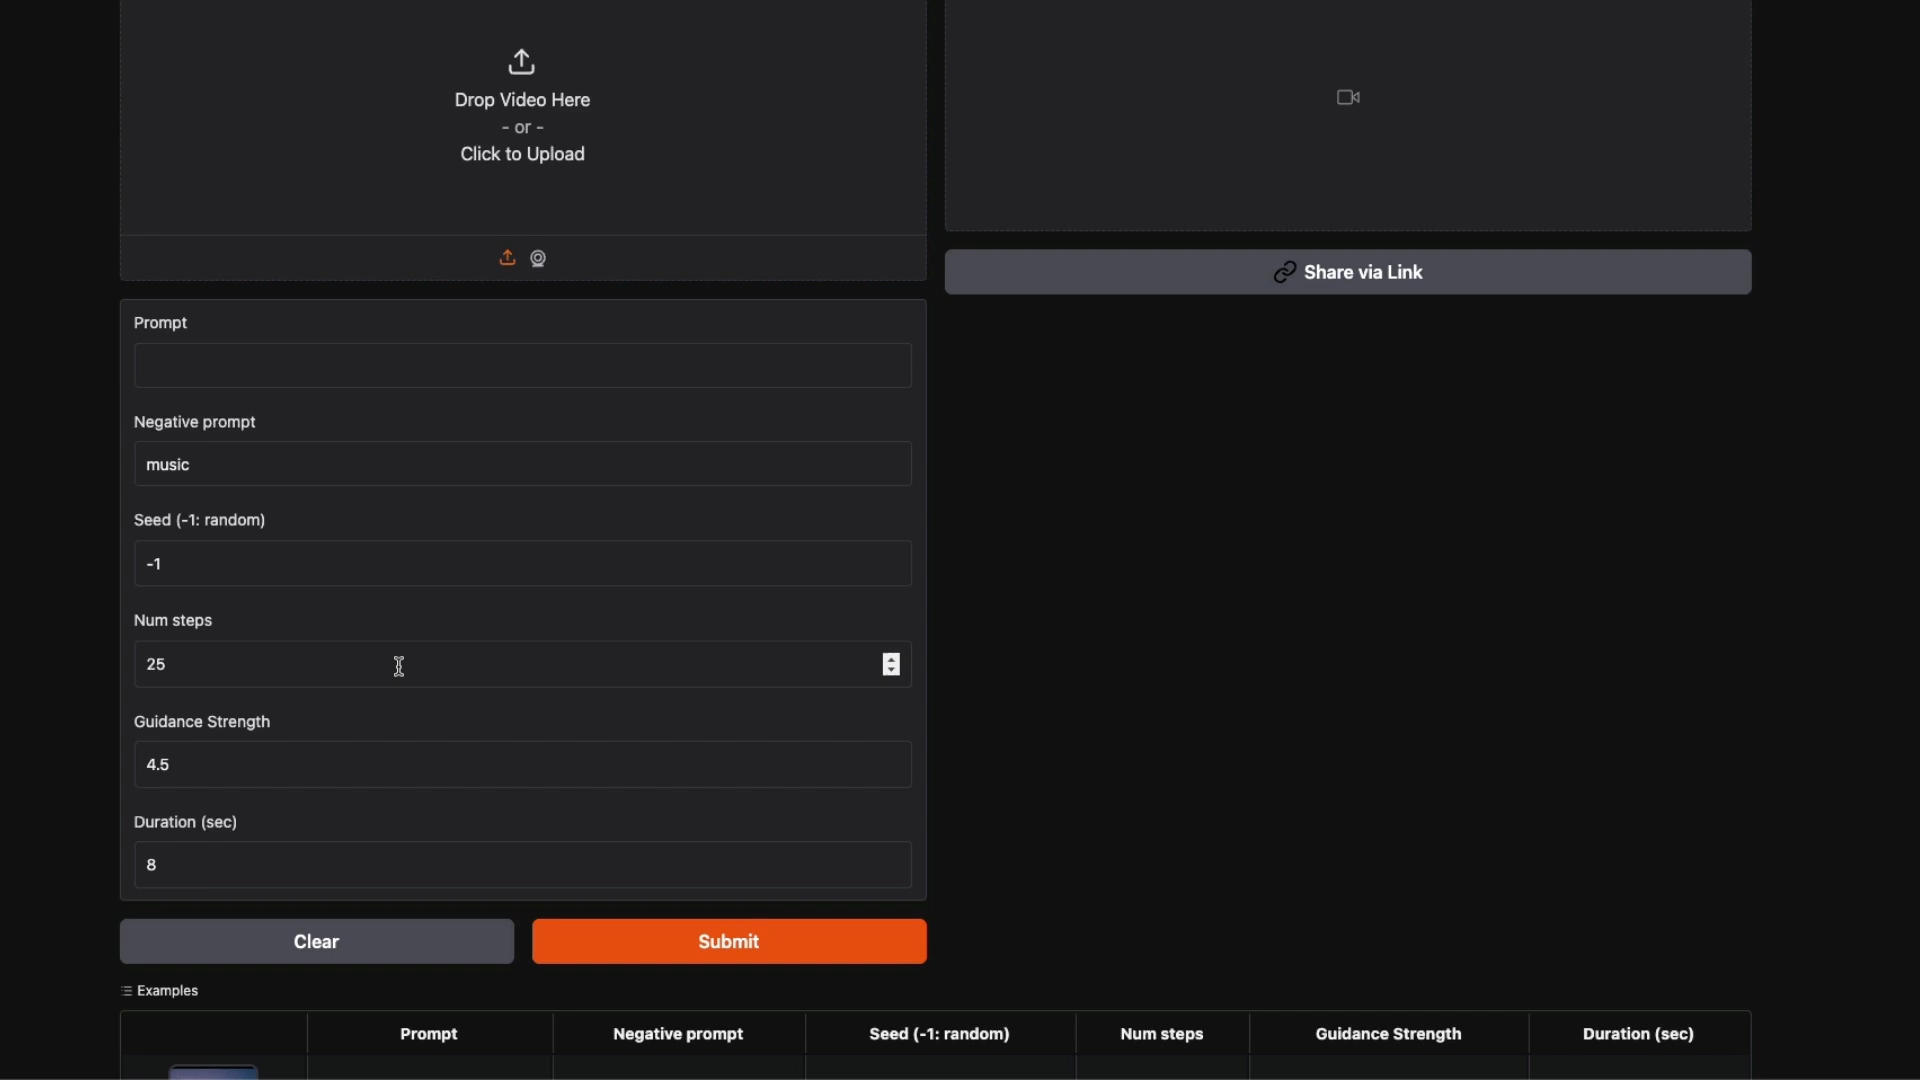 Drop Video Here
- or -
Click to Upload
Share via Link
Prompt
Negative prompt
music
Seed (-1: random)
-1
Num steps
25
Guidance Strength
4.5
Duration (sec)
8
Clear
Submit
Examples
Prompt
Negative prompt
Seed (-1: random)
Num steps
Guidance Strength
Duration (sec)